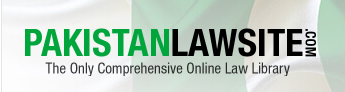 PAKISTANLAWSITE.COM
The Only Comprehensive Online Law Library